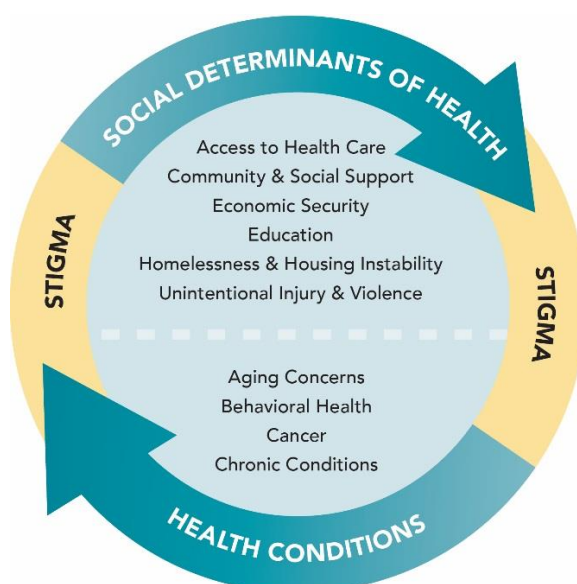 SOCIAL DETERMINANTS OF HEALTH
Access to Health Care
Community & Social Support
Economic Security
Education
Homelessness & Housing Instability
Unintentional Injury & Violence
STIGMA
STIGMA
Aging Concerns
Behavioral Health
Cancer
Chronic Conditions
HEALTH CONDITIONS